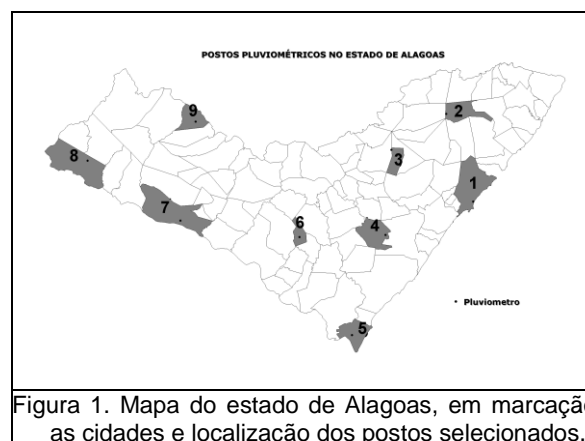 POSTOS PLUVIOMÉTRICOS NO ESTADO DE ALAGOAS
9
2
8
3
1
7
6
4
Pluviometro
5
Figura 1. Mapa do estado de Alagoas, em marcação
as cidades e localização dos postos selecionados.